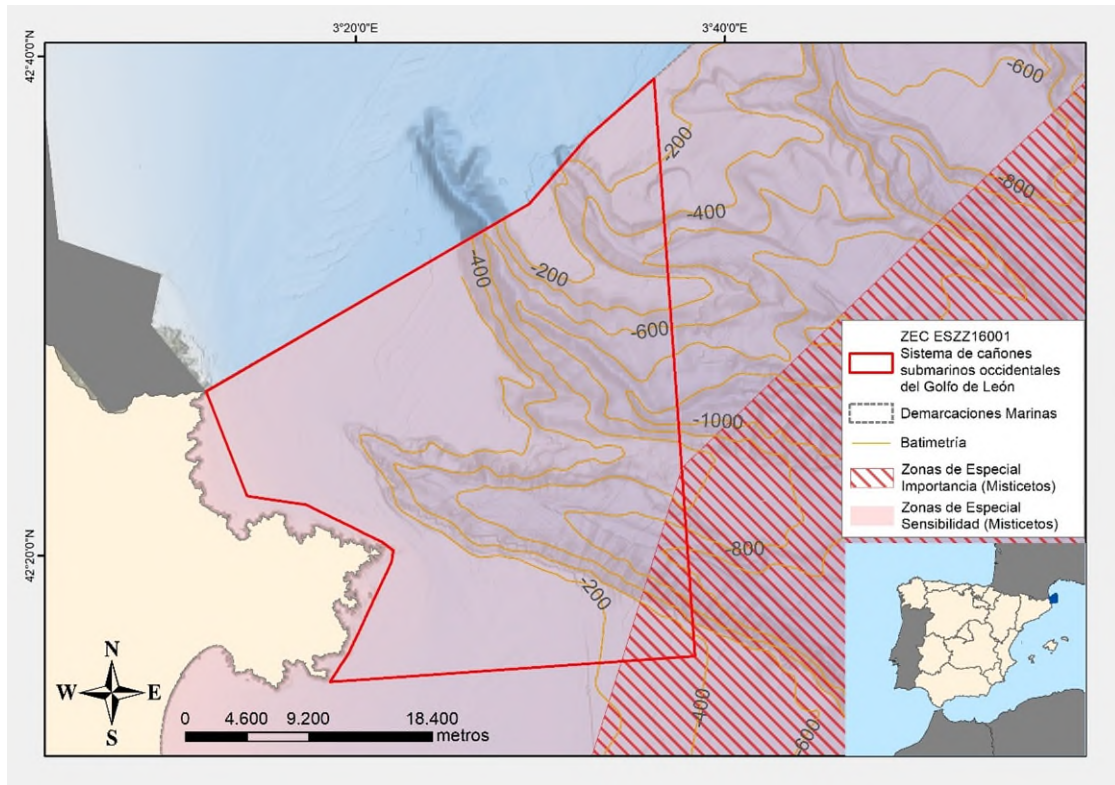 3°20'0"E
3°40'0"E
42°40'0"N
-600
-200
-800
-400
-400
-200
-600
ZEC ESZZ16001
Sistema de cañones
submarinos occidentales
del Golfo de León
Demarcaciones Marinas
Batimetría
Zonas de Especial
Importancia (Misticetos)
Zonas de Especial
Sensibilidad (Misticetos)
-1000
42°20'0"N
-800
-200
N
W
E
S
0
4.600
9.200
18.400
metros
-400
-600